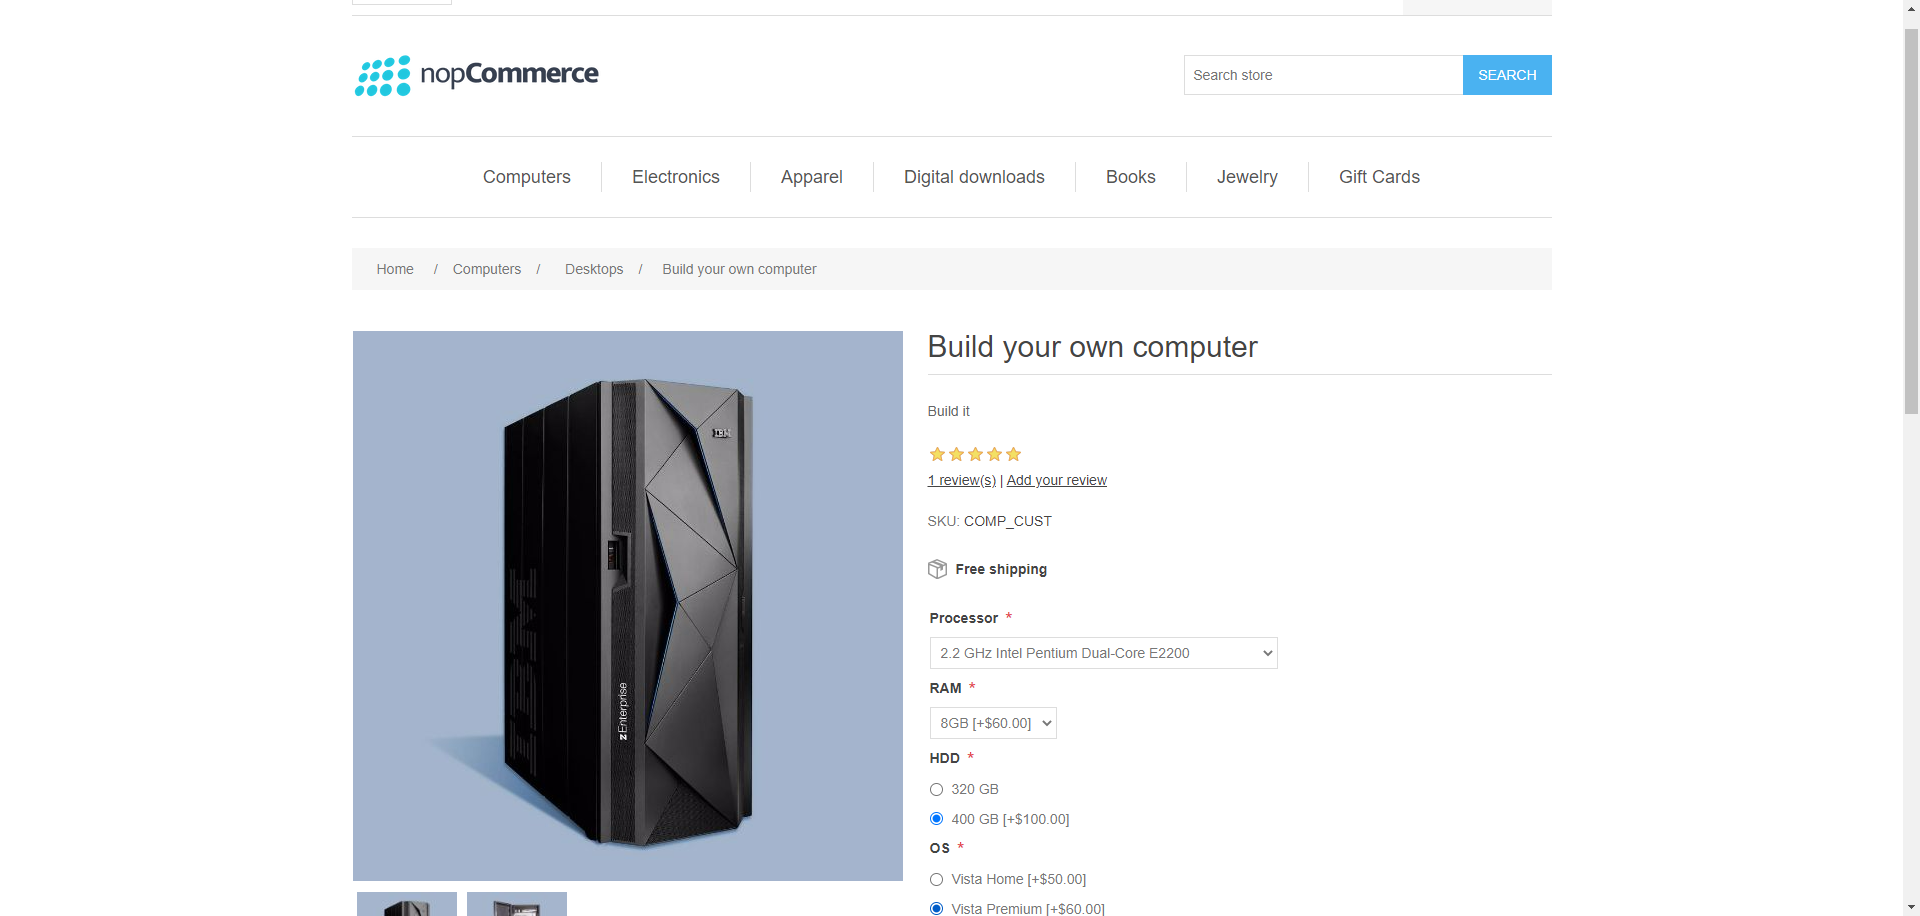 nopCommerce
Search store
SEARCH
Computers
Electronics
Apparel
Digital downloads
Books
Jewelry
Gift Cards
Home / Computers / Desktops / Build your own computer
Build your own computer
Build it
1 review(s) | Add your review
SKU: COMP_CUST
Free shipping
Processor *
2.2 GHz Intel Pentium Dual-Core E2200
RAM *
8GB [+$60.00]
HDD *
320 GB
400 GB [+$100.00]
OS *
Vista Home [+$50.00]
Vista Premium [+$60.00]
IBM
IBM
zEnterprise